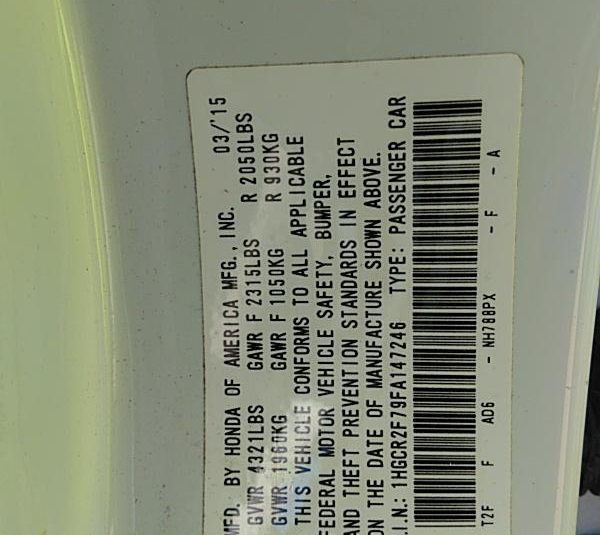 MFD. BY HONDA OF AMERICA MFG., INC. 03/'15
GVWR 4321LBS GAWR F 2315LBS R 2050LBS
GVWR 1960KG GAWR F 1050KG R 930KG
THIS VEHICLE CONFORMS TO ALL APPLICABLE
FEDERAL MOTOR VEHICLE SAFETY, BUMPER,
AND THEFT PREVENTION STANDARDS IN EFFECT
ON THE DATE OF MANUFACTURE SHOWN ABOVE.
.I.N.: 1HGCR2F79FA147246 TYPE: PASSENGER CAR
T2F F AD6 - NH788PX - F - A